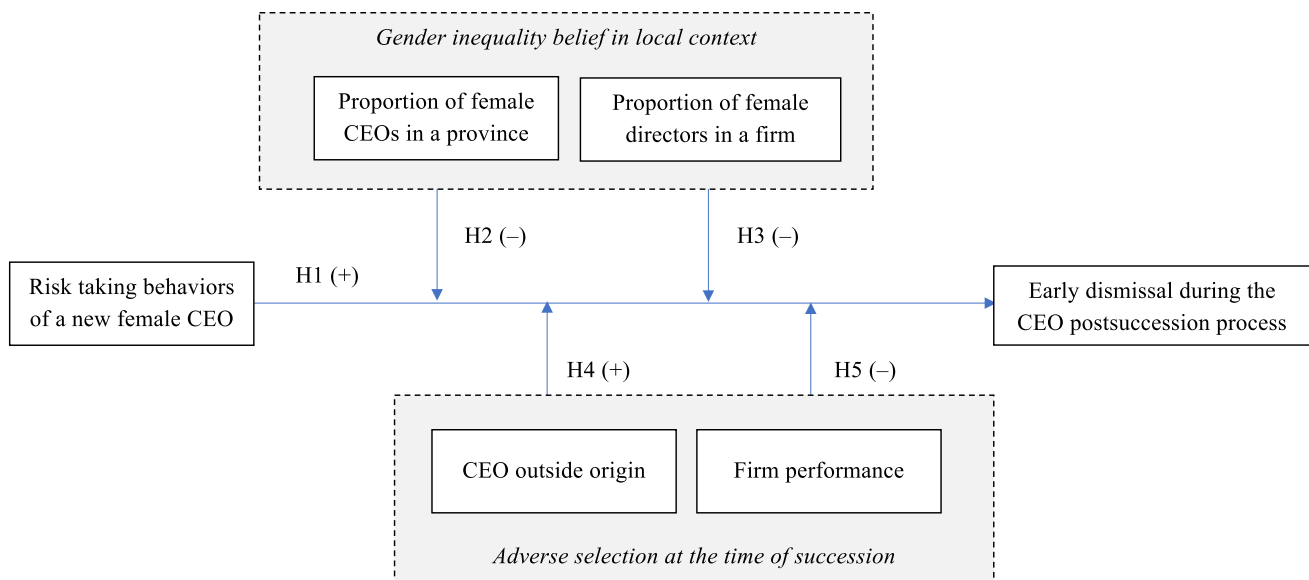 Gender inequality belief in local context
Proportion of female
CEOs in a province
Proportion of female
directors in a firm
H2 (–)
H3 (–)
H1 (+)
Risk taking behaviors
of a new female CEO
Early dismissal during the
CEO postsuccession process
H4 (+)
H5 (–)
CEO outside origin
Firm performance
Adverse selection at the time of succession